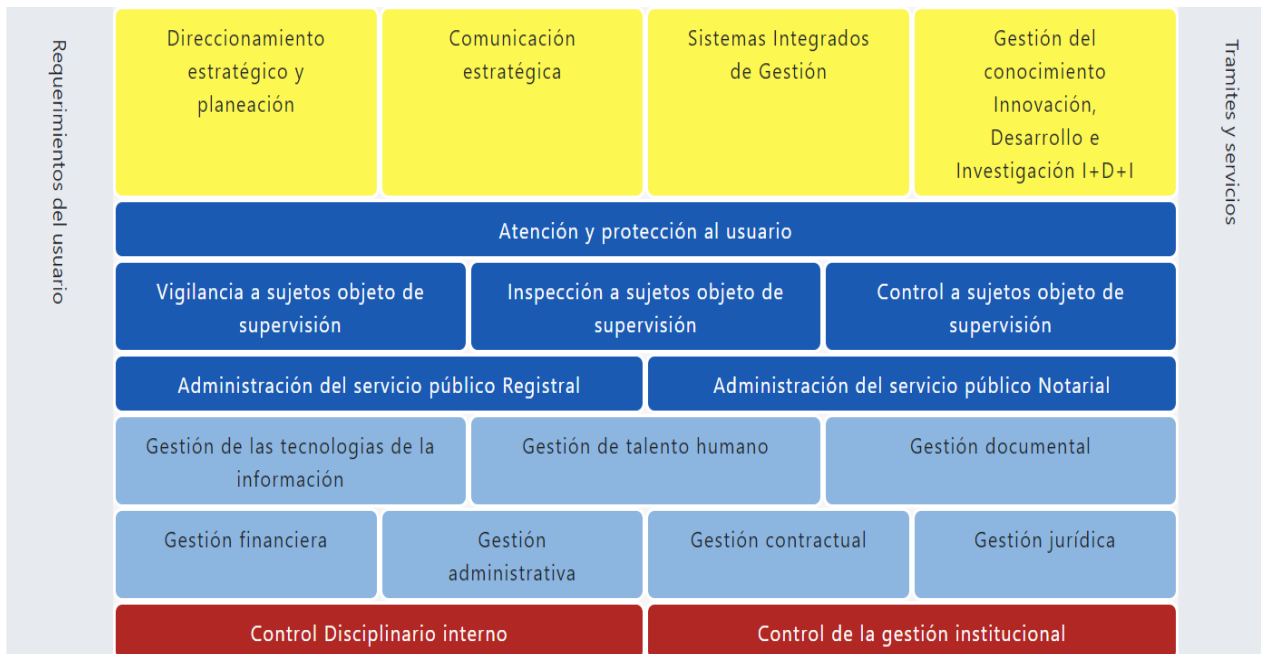 Requerimientos del usuario
Direccionamiento
estratégico y
planeación
Comunicación
estratégica
Sistemas Integrados
de Gestión
Gestión del
conocimiento
Innovación,
Desarrollo e
Investigación I+D+I
Tramites y servicios
Atención y protección al usuario
Vigilancia a sujetos objeto de
supervisión
Inspección a sujetos objeto de
supervisión
Control a sujetos objeto de
supervisión
Administración del servicio público Registral
Administración del servicio público Notarial
Gestión de las tecnologias de la
información
Gestión de talento humano
Gestión documental
Gestión financiera
Gestión
administrativa
Gestión contractual
Gestión jurídica
Control Disciplinario interno
Control de la gestión institucional